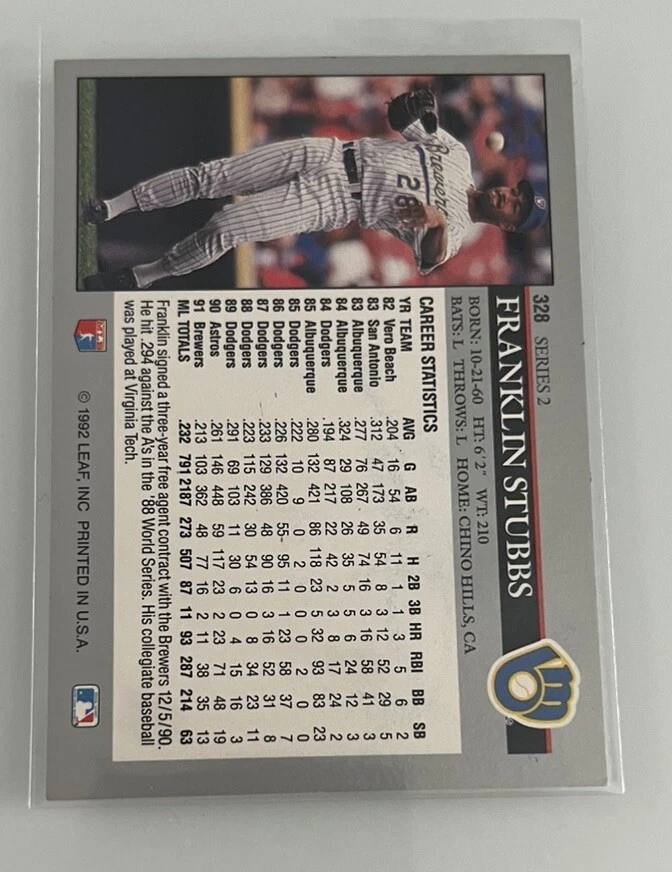 328 SERIES 2
FRANKLIN STUBBS
BORN: 10-21-60 HT: 6'2" WT: 210
BATS: L THROWS: L HOME: CHINO HILLS, CA
Brewers
28
CAREER STATISTICS
YR TEAM AVG G AB R H 2B 3B HR RBI BB SB
82 Vero Beach .204 16 54 6 11 1 1 3 5 6 2
83 San Antonio .312 47 173 35 54 8 3 12 52 29 5
83 Albuquerque .277 76 267 49 74 16 3 16 58 41 3
84 Albuquerque .324 29 108 26 35 5 5 6 24 12 3
84 Dodgers .194 87 217 22 42 2 3 8 17 24 2
85 Albuquerque .280 132 421 86 118 23 5 32 93 83 23
85 Dodgers .222 10 9 0 2 0 0 0 2 0 0
86 Dodgers .226 132 420 55 95 11 1 23 58 37 7
87 Dodgers .233 129 386 48 90 16 3 16 52 31 8
88 Dodgers .223 115 242 30 54 13 0 8 34 23 11
89 Dodgers .291 69 103 11 30 6 0 4 15 16 3
90 Astros .261 146 448 59 117 23 2 23 71 48 19
91 Brewers .213 103 362 48 77 16 2 11 38 35 13
ML TOTALS .232 791 2187 273 507 87 11 93 287 214 63
Franklin signed a three-year free agent contract with the Brewers 12/5/90.
He hit .294 against the A's in the '88 World Series. His collegiate baseball
was played at Virginia Tech.
© 1992 LEAF, INC PRINTED IN U.S.A.